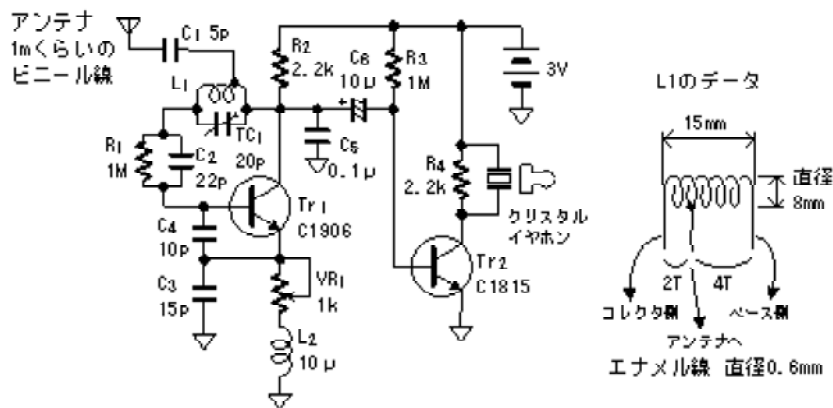 アンテナ
1mくらいの
ビニール線
C1 5p
L1
TC1
20p
R1
1M
C2
22p
R2
2.2k
C6
10μ
+
R3
1M
3V
C5
0.1μ
R4
2.2k
クリスタル
イヤホン
Tr1
C1906
C4
10p
C3
15p
VR1
1k
L2
10μ
Tr2
C1815
L1のデータ
15mm
直径
8mm
2T 4T
コレクタ側 ベース側
アンテナへ
エナメル線 直径0.6mm